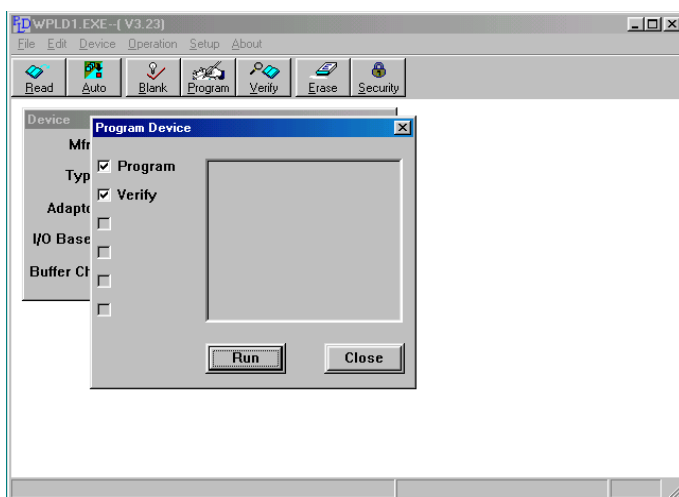 PLD WPLD1.EXE--( V3.23)
File Edit Device Operation Setup About
Read Auto Blank Program Verify Erase Security
Device
Mfr
Typ
Adapto
I/O Base
Buffer Ch
Program Device
Program
Verify
Run Close